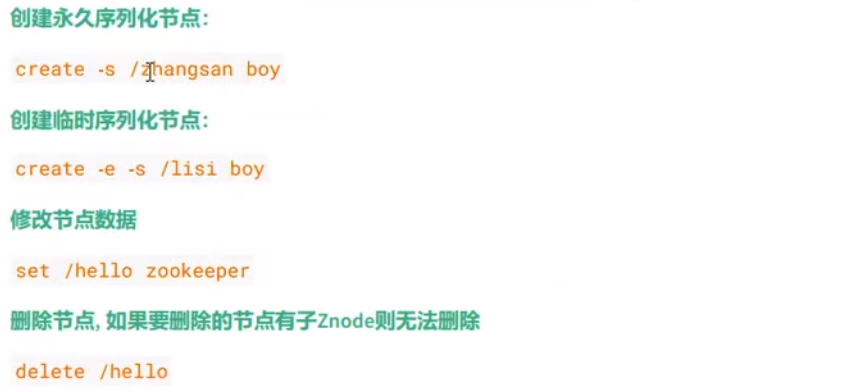 创建永久序列化节点:
create -s /zhangsan boy
创建临时序列化节点:
create -e -s /lisi boy
修改节点数据
set /hello zookeeper
删除节点, 如果要删除的节点有子Znode则无法删除
delete /hello